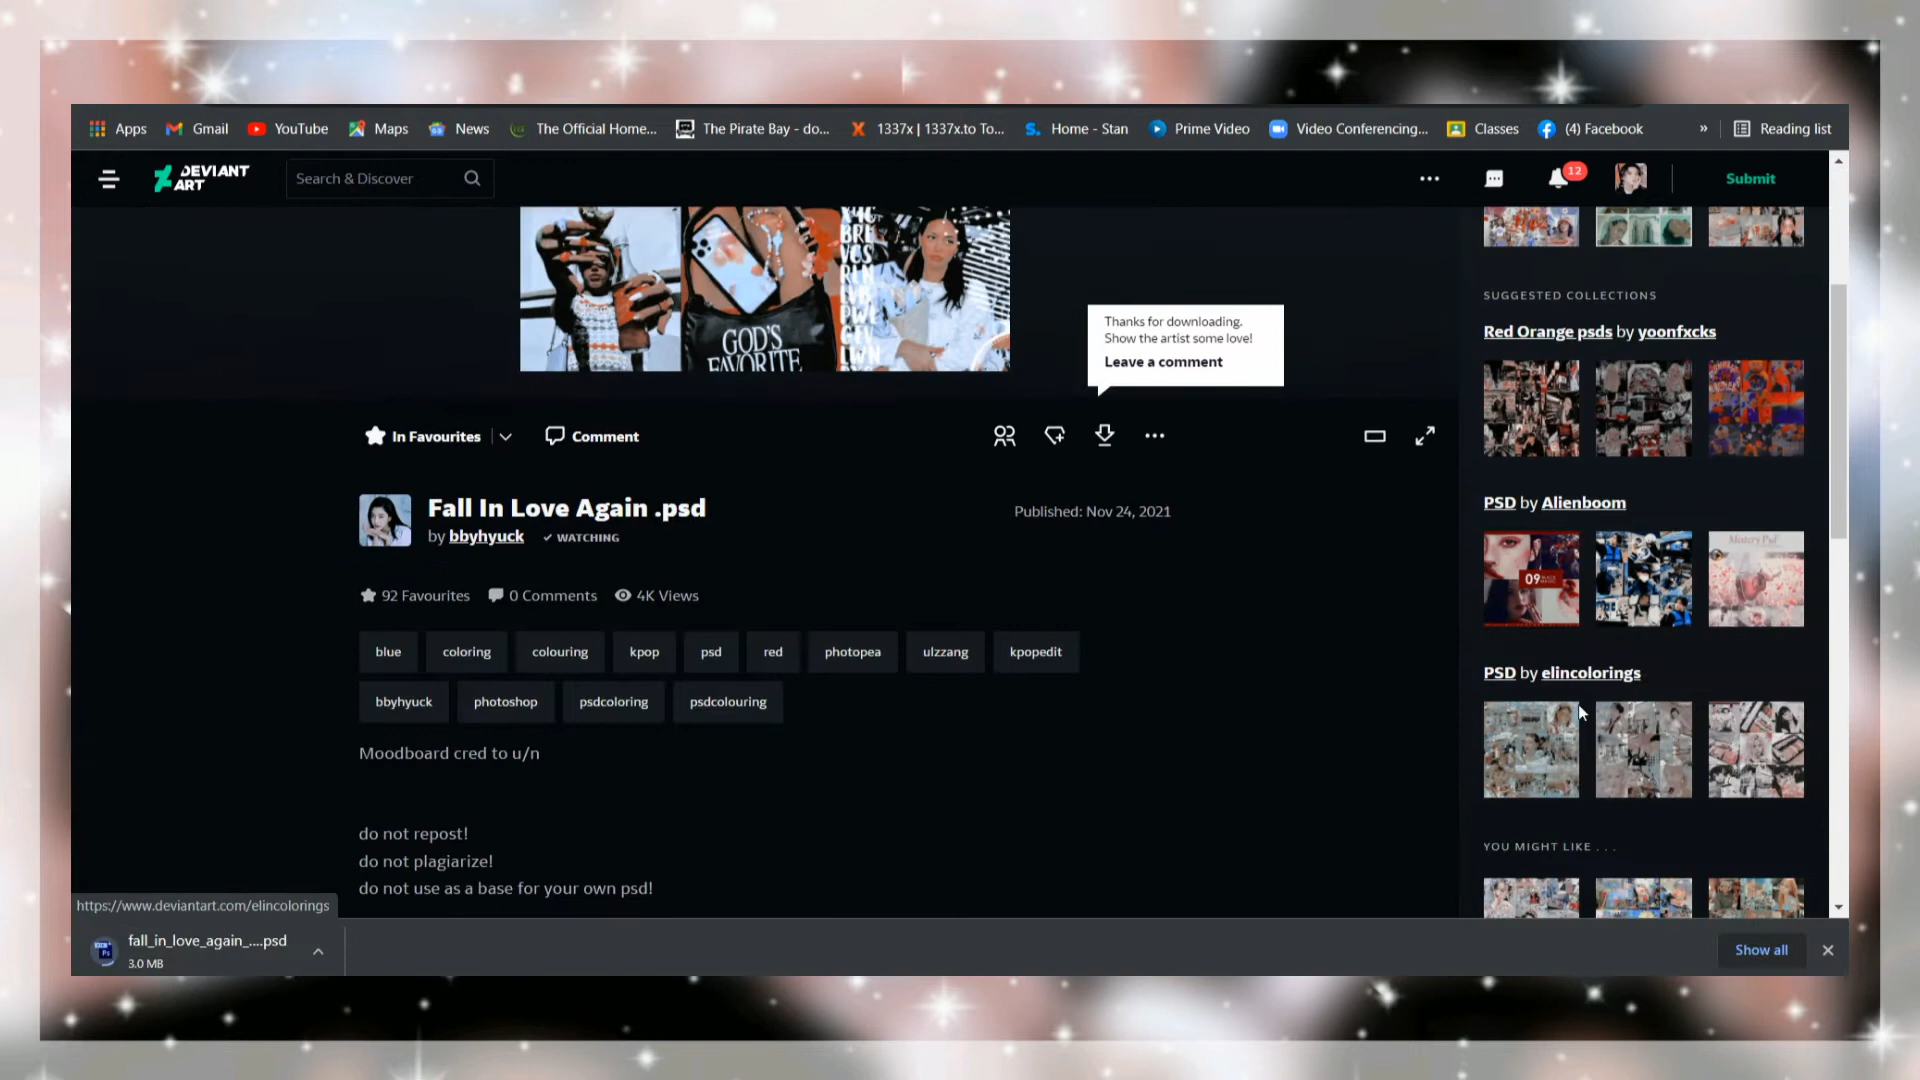 Apps Gmail YouTube Maps News The Official Home... The Pirate Bay - do... 1337x | 1337x.to To... Home - Stan Prime Video Video Conferencing... Classes (4) Facebook » Reading list
DEVIANT ART
Search & Discover
12
Submit
GOD'S
FAVORITE
Thanks for downloading.
Show the artist some love!
Leave a comment
In Favourites
Comment
Fall In Love Again .psd
by bbyhyuck ✓ WATCHING
Published: Nov 24, 2021
92 Favourites 0 Comments 4K Views
blue coloring colouring kpop psd red photopea ulzzang kpopedit
bbyhyuck photoshop psdcoloring psdcolouring
Moodboard cred to u/n
do not repost!
do not plagiarize!
do not use as a base for your own psd!
SUGGESTED COLLECTIONS
Red Orange psds by yoonfxcks
PSD by Alienboom
09
Mistery Psd
PSD by elincolorings
YOU MIGHT LIKE . . .
https://www.deviantart.com/elincolorings
fall_in_love_again_....psd
3.0 MB
Ps
Show all